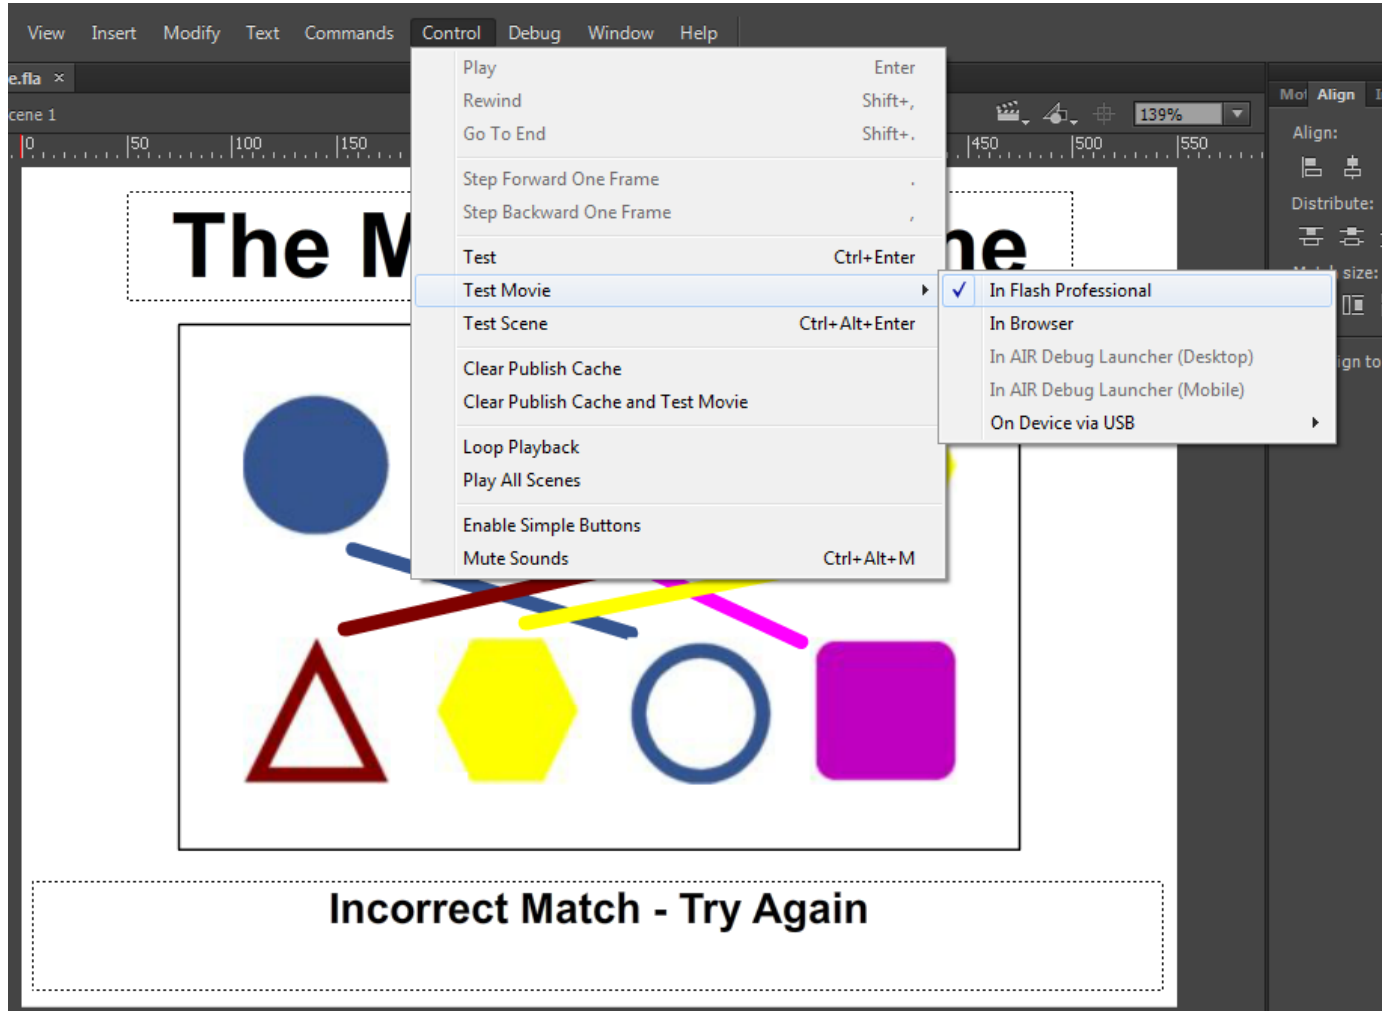 View Insert Modify Text Commands Control Debug Window Help
e.fla ×
cene 1
139%
0 50 100 150 450 500 550
Align
Align:
Distribute:
size:
ign to
Play Enter
Rewind Shift+,
Go To End Shift+.
Step Forward One Frame .
Step Backward One Frame ,
Test Ctrl+Enter
Test Movie
Test Scene Ctrl+Alt+Enter
Clear Publish Cache
Clear Publish Cache and Test Movie
Loop Playback
Play All Scenes
Enable Simple Buttons
Mute Sounds Ctrl+Alt+M
In Flash Professional
In Browser
In AIR Debug Launcher (Desktop)
In AIR Debug Launcher (Mobile)
On Device via USB
The M ne
Incorrect Match - Try Again